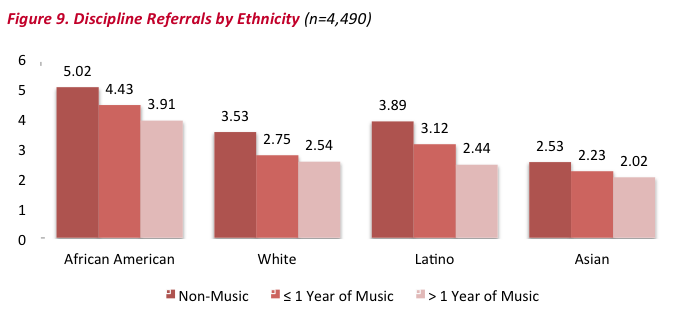 Figure 9. Discipline Referrals by Ethnicity (n=4,490)
6
5
4
3
2
1
0
5.02
4.43
3.91
3.53
2.75
2.54
3.89
3.12
2.44
2.53
2.23
2.02
African American
White
Latino
Asian
Non-Music
≤ 1 Year of Music
> 1 Year of Music